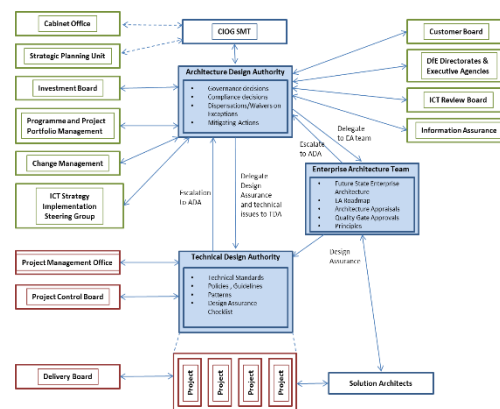 Cabinet Office
CIOG SMT
Customer Board
Strategic Planning Unit
DfE Directorates &
Executive Agencies
Architecture Design Authority
• Governance decisions
• Compliance decisions
• Dispensations/Waivers on
Exceptions
• Mitigating Actions
Investment Board
ICT Review Board
Programme and Project
Portfolio Management
Information Assurance
Delegate
to EA team
Escalate
to ADA
Change Management
Enterprise Architecture Team
• Future State Enterprise
Architecture
• EA Roadmap
• Architecture Appraisals
• Quality Gate Approvals
• Principles
ICT Strategy
Implementation
Steering Group
Escalation
to ADA
Delegate
Design
Assurance
and technical
issues to TDA
Project Management Office
Technical Design Authority
• Technical Standards
• Policies , Guidelines
• Patterns
• Design Assurance
Checklist
Design
Assurance
Project Control Board
Delivery Board
Project
Project
Project
Project
Solution Architects